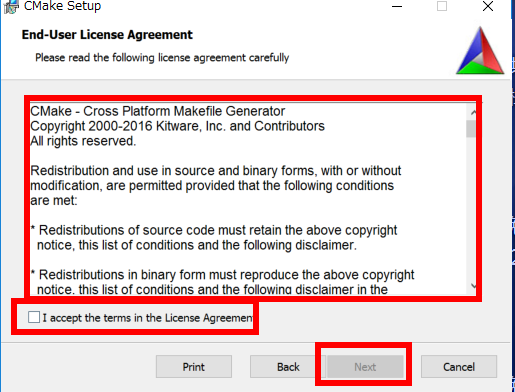 CMake Setup
End-User License Agreement
Please read the following license agreement carefully
CMake - Cross Platform Makefile Generator
Copyright 2000-2016 Kitware, Inc. and Contributors
All rights reserved.
Redistribution and use in source and binary forms, with or without
modification, are permitted provided that the following conditions
are met:
* Redistributions of source code must retain the above copyright
notice, this list of conditions and the following disclaimer.
* Redistributions in binary form must reproduce the above copyright
notice, this list of conditions and the following disclaimer in the
I accept the terms in the License Agreement
Print
Back
Next
Cancel